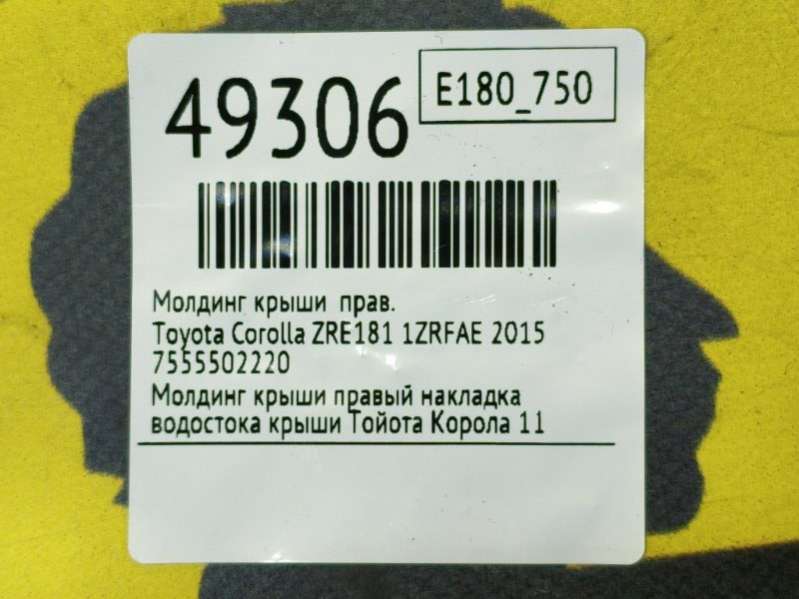 49306
E180_750
Молдинг крыши прав.
Toyota Corolla ZRE181 1ZRFAE 2015
7555502220
Молдинг крыши правый накладка
водостока крыши Тойота Корола 11